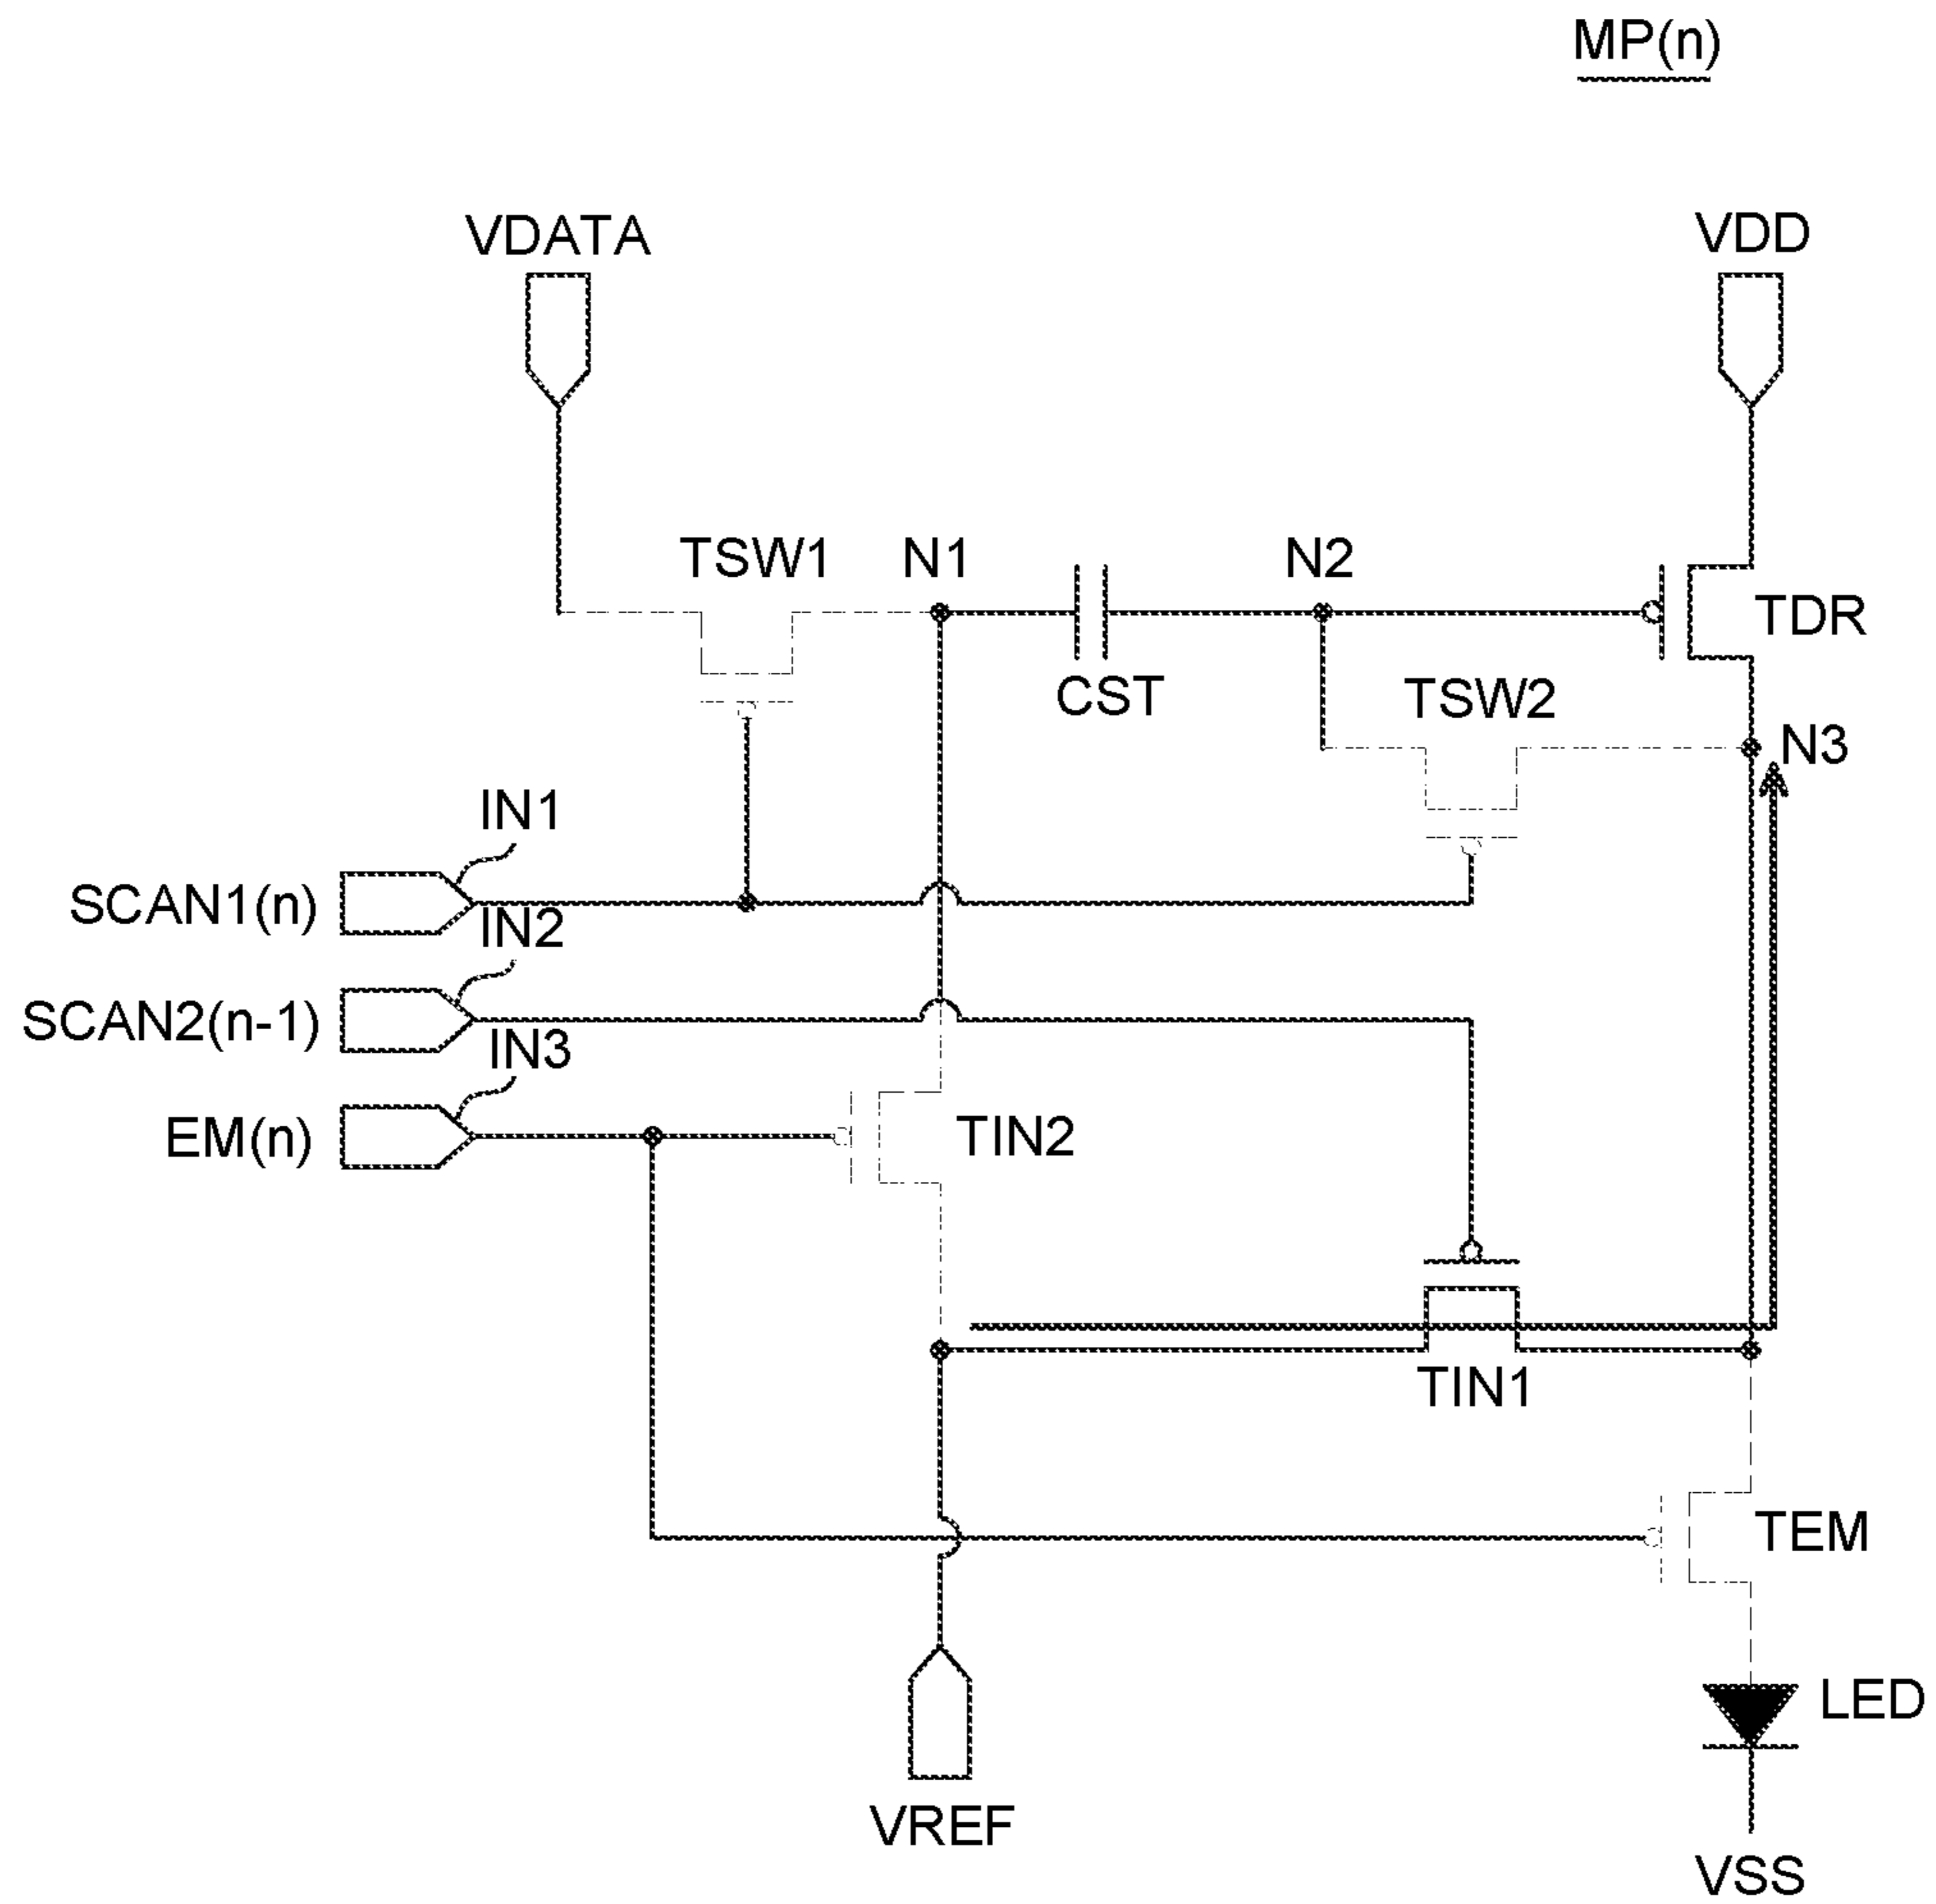 MP(n)
VDATA
VDD
TSW1
N1
N2
TDR
CST
TSW2
N3
IN1
SCAN1(n)
IN2
SCAN2(n-1)
IN3
EM(n)
TIN2
TIN1
TEM
LED
VREF
VSS